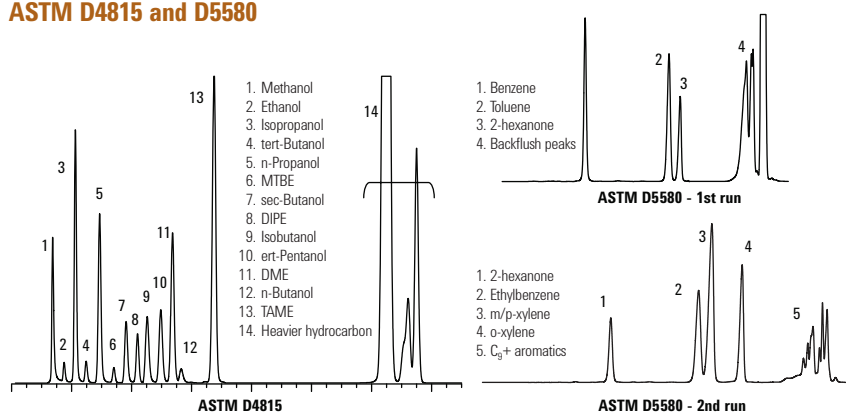 ASTM D4815 and D5580
13
3
5
1
2
4
6
7
8
9
10
11
12
14
1. Methanol
2. Ethanol
3. Isopropanol
4. tert-Butanol
5. n-Propanol
6. MTBE
7. sec-Butanol
8. DIPE
9. Isobutanol
10. ert-Pentanol
11. DME
12. n-Butanol
13. TAME
14. Heavier hydrocarbon
ASTM D4815
1. Benzene
2. Toluene
3. 2-hexanone
4. Backflush peaks
2
3
4
ASTM D5580 - 1st run
1. 2-hexanone
2. Ethylbenzene
3. m/p-xylene
4. o-xylene
5. C₉+ aromatics
1
2
3
4
5
ASTM D5580 - 2nd run